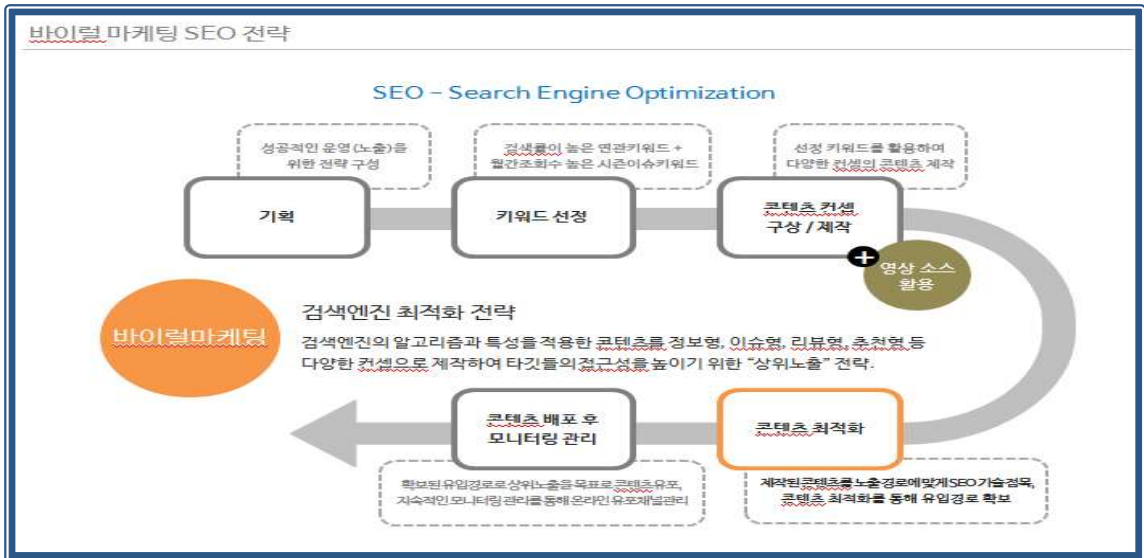 바이럴 마케팅 SEO 전략
SEO – Search Engine Optimization
성공적인 운영(노출)을
위한 전략 구성
검색률이 높은 연관키워드 +
월간조회수 높은 시즌이슈키워드
선정 키워드를 활용하며
다양한 컨셉의 콘텐츠 제작
기획
키워드 선정
콘텐츠 컨셉
구상 / 제작
+
영상 소스
활용
바이럴마케팅
검색엔진 최적화 전략
검색엔진의 알고리즘과 특성을 적용한 콘텐츠를 정보형, 이슈형, 리뷰형, 추천형 등
다양한 컨셉으로 제작하여 타깃들의 접근성을 높이기 위한 “상위노출” 전략.
콘텐츠 배포 후
모니터링 관리
콘텐츠 최적화
확보된 유입경로로 상위노출을 목표로 콘텐츠유포,
지속적인 모니터링 관리를 통해 온라인 유포채널관리
제작된 콘텐츠를 노출경로에 맞게 SEO 기술접목,
콘텐츠 최적화를 통해 유입경로 확보